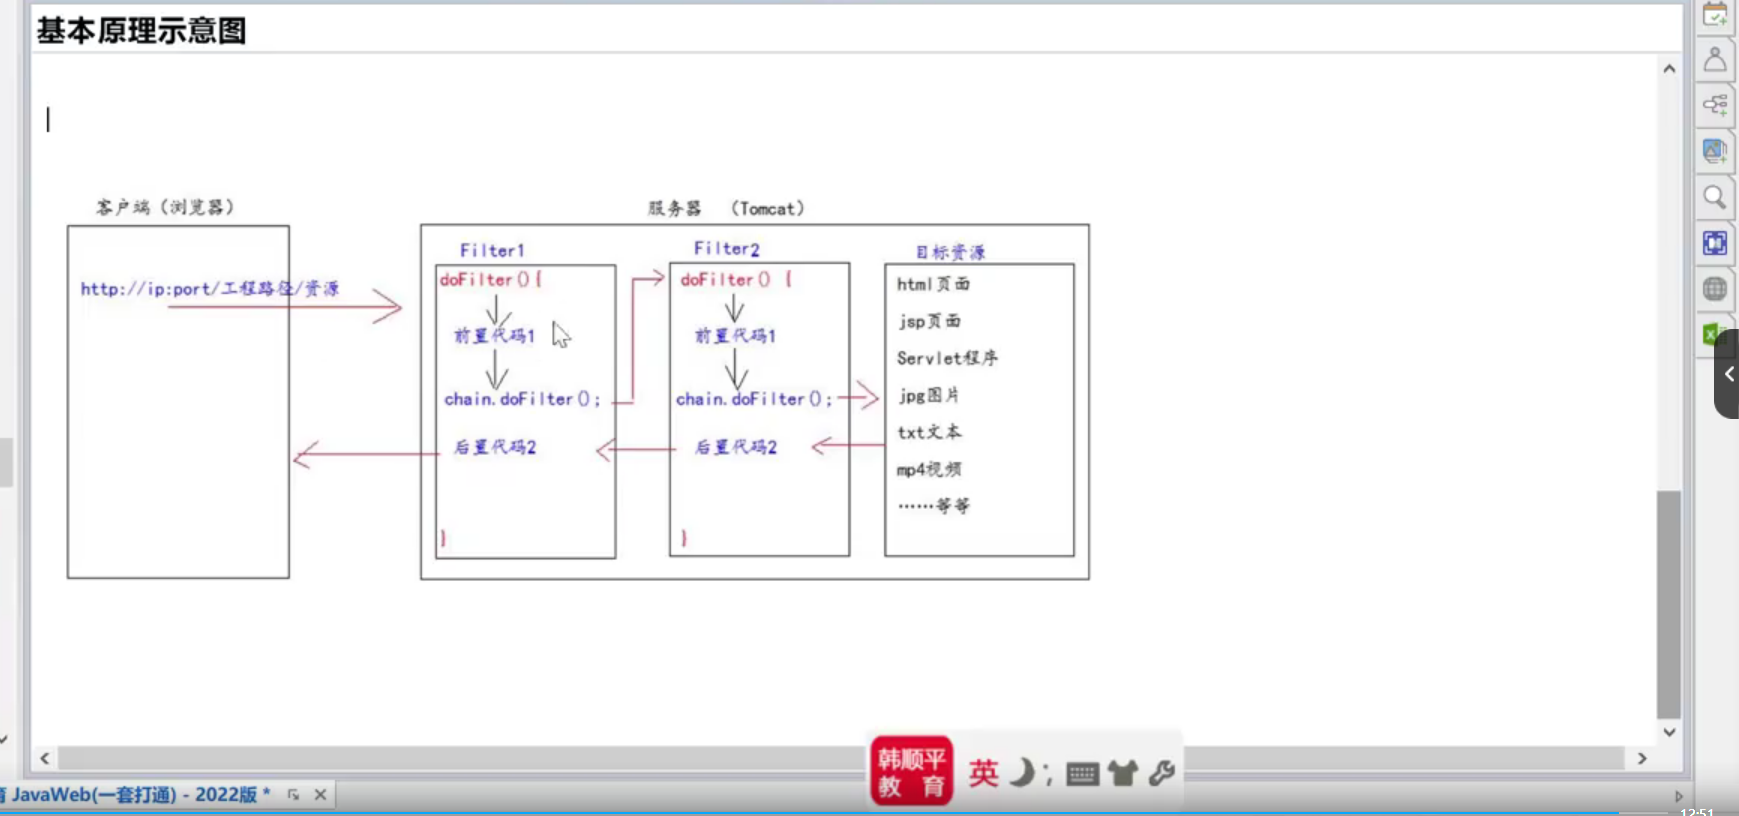 基本原理示意图
客户端（浏览器）
服务器 （Tomcat）
http://ip:port/工程路径/资源
Filter1
doFilter(){
前置代码1
chain.doFilter();
后置代码2
}
Filter2
doFilter() {
前置代码1
chain.doFilter();
后置代码2
}
目标资源
html页面
jsp页面
Servlet程序
jpg图片
txt文本
mp4视频
……等等
韩顺平
教 育
英
JavaWeb(一套打通) - 2022版 *
12:51